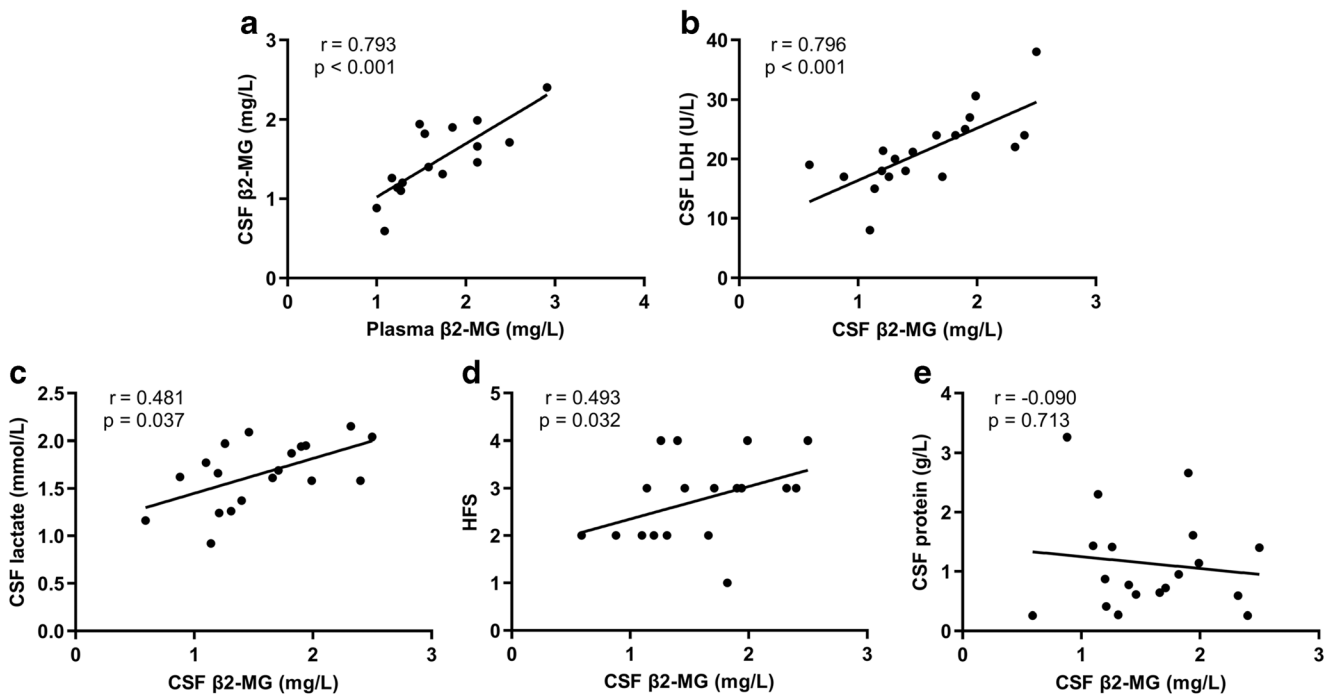 a
r = 0.793
p < 0.001
CSF β2-MG (mg/L)
3
2
1
0
0 1 2 3 4
Plasma β2-MG (mg/L)
b
r = 0.796
p < 0.001
CSF LDH (U/L)
40
30
20
10
0
0 1 2 3
CSF β2-MG (mg/L)
c
r = 0.481
p = 0.037
CSF lactate (mmol/L)
2.5
2.0
1.5
1.0
0.5
0.0
0 1 2 3
CSF β2-MG (mg/L)
d
r = 0.493
p = 0.032
HFS
5
4
3
2
1
0
0 1 2 3
CSF β2-MG (mg/L)
e
r = -0.090
p = 0.713
CSF protein (g/L)
4
3
2
1
0
0 1 2 3
CSF β2-MG (mg/L)